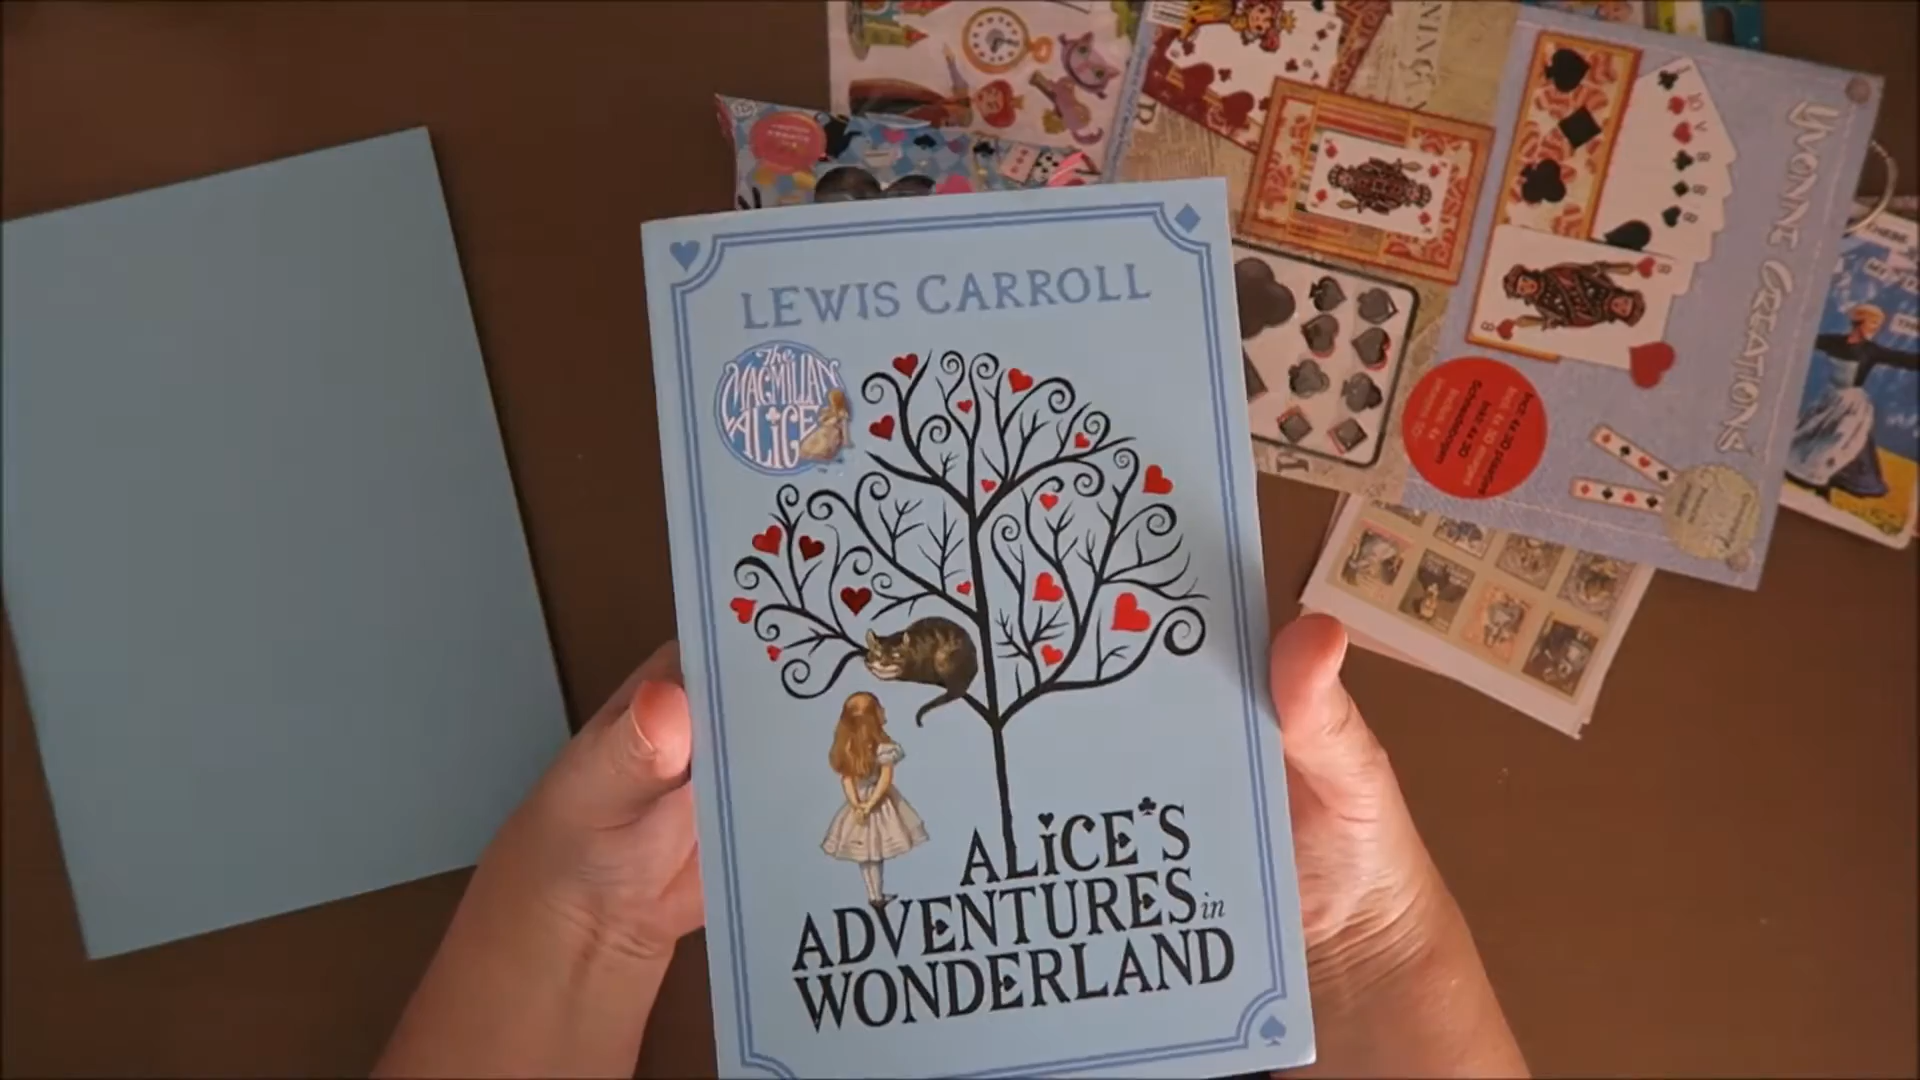 LEWIS CARROLL
The
MACMILLAN
ALiCE
ALiCE'S
ADVENTURES in
WONDERLAND
YVONNE CREATIONS